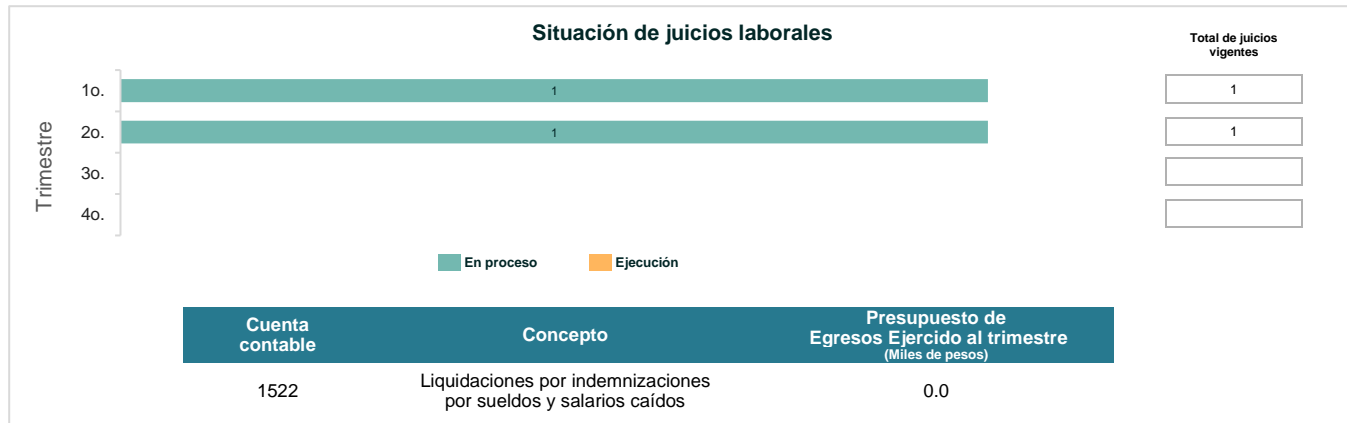 Situación de juicios laborales
Total de juicios
vigentes
Trimestre
1o.
1
1
2o.
1
1
3o.
4o.
En proceso
Ejecución
Cuenta
contable
Concepto
Presupuesto de
Egresos Ejercido al trimestre
(Miles de pesos)
1522
Liquidaciones por indemnizaciones
por sueldos y salarios caídos
0.0